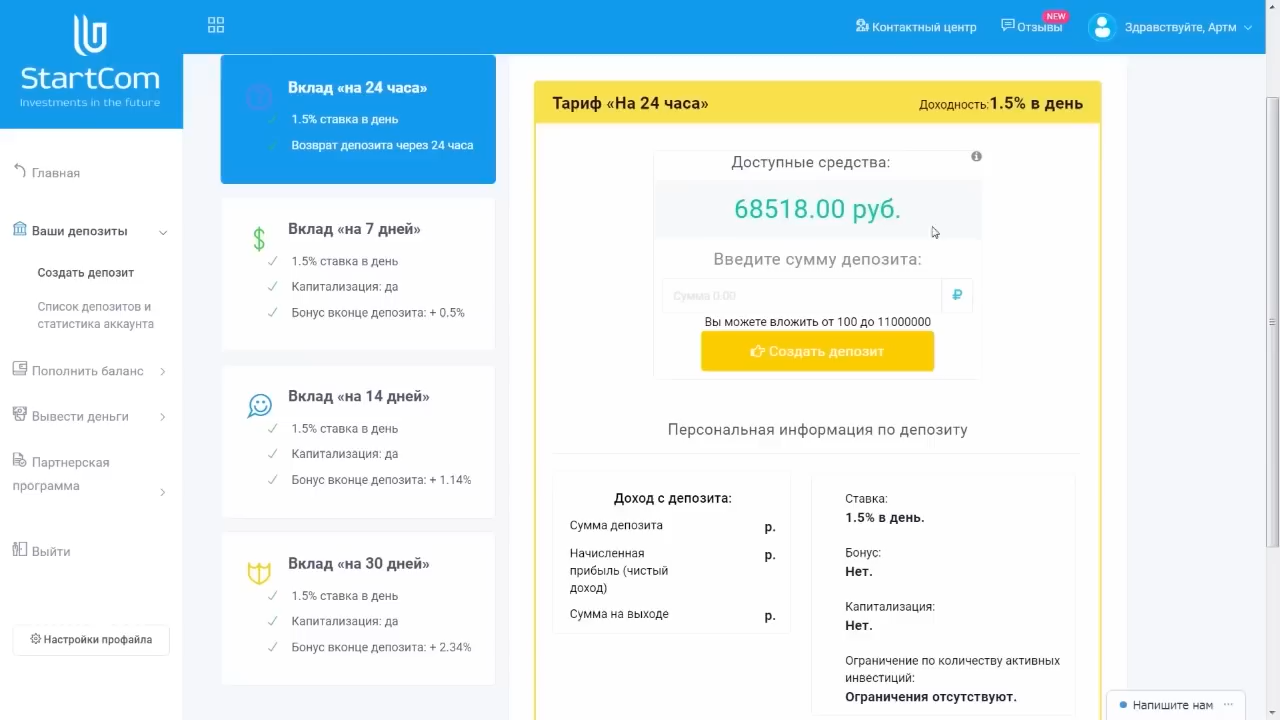 StartCom
Investments in the future
Контактный центр
Отзывы
NEW
Здравствуйте, Артм
Главная
Ваши депозиты
Создать депозит
Список депозитов и
статистика аккаунта
Пополнить баланс
Вывести деньги
Партнерская
программа
Выйти
Настройки профиля
Вклад «на 24 часа»
1.5% ставка в день
Возврат депозита через 24 часа
Вклад «на 7 дней»
1.5% ставка в день
Капитализация: да
Бонус вконце депозита: + 0.5%
Вклад «на 14 дней»
1.5% ставка в день
Капитализация: да
Бонус вконце депозита: + 1.14%
Вклад «на 30 дней»
1.5% ставка в день
Капитализация: да
Бонус вконце депозита: + 2.34%
Тариф «На 24 часа»
Доходность:1.5% в день
Доступные средства:
68518.00 руб.
Введите сумму депозита:
Сумма 0.00
₽
Вы можете вложить от 100 до 11000000
Создать депозит
Персональная информация по депозиту
Доход с депозита:
Сумма депозита р.
Начисленная р.
прибыль (чистый
доход)
Сумма на выходе р.
Ставка:
1.5% в день.
Бонус:
Нет.
Капитализация:
Нет.
Ограничение по количеству активных
инвестиций:
Ограничения отсутствуют.
Напишите нам